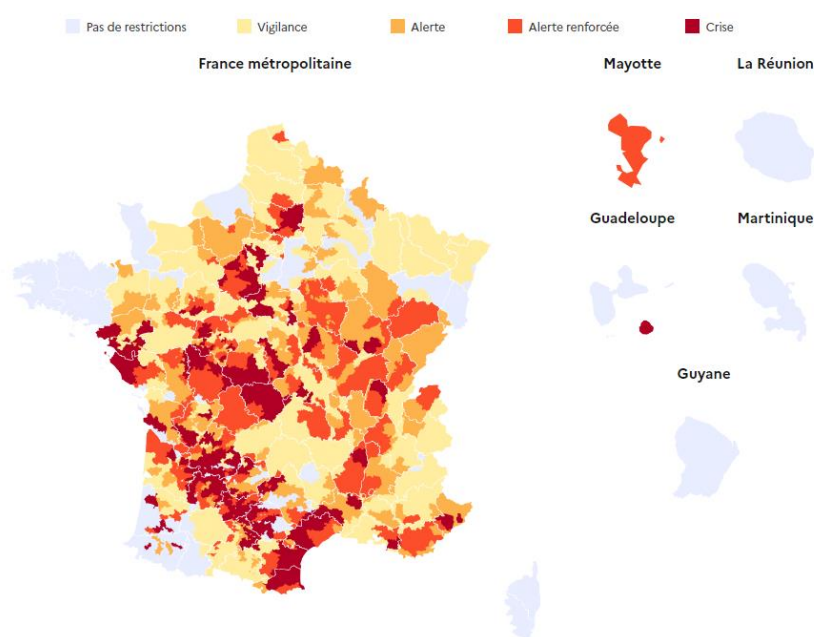 Pas de restrictions
Vigilance
Alerte
Alerte renforcée
Crise
France métropolitaine
Mayotte
La Réunion
Guadeloupe
Martinique
Guyane